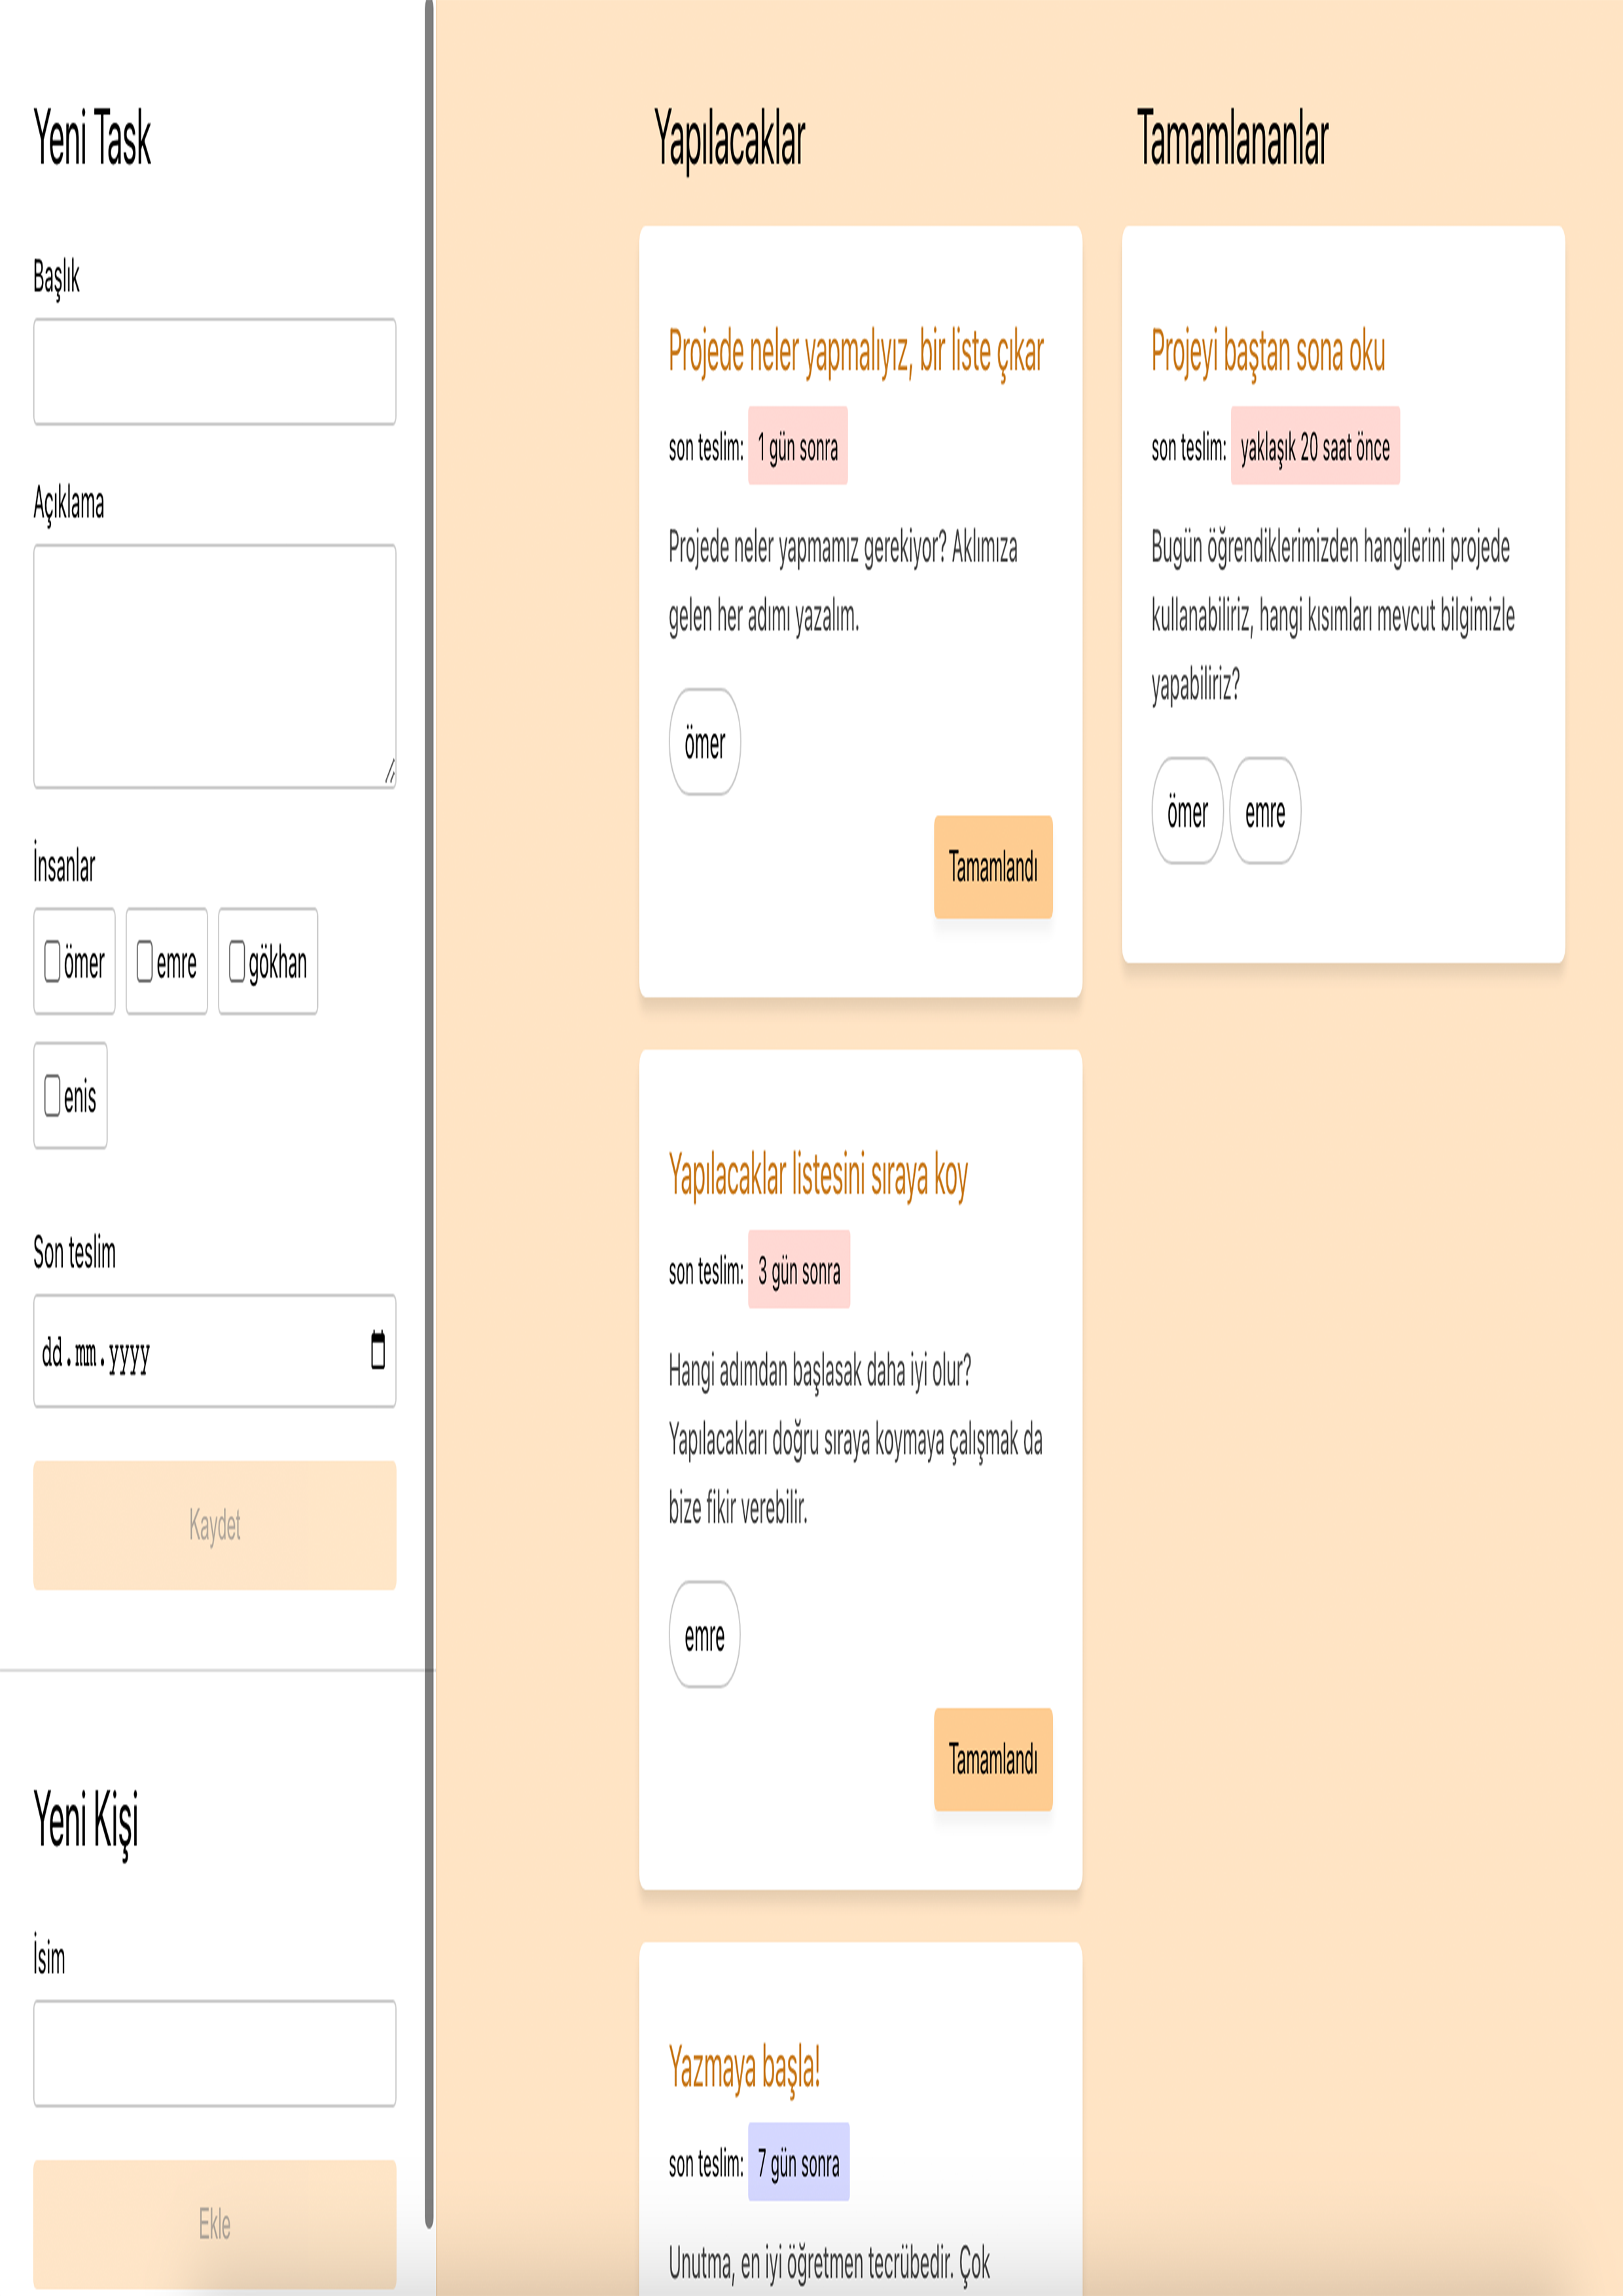 Yeni Task
Başlık
Açıklama
İnsanlar
ömer
emre
gökhan
enis
Son teslim
dd.mm.yyyy
Kaydet
Yeni Kişi
İsim
Ekle
Yapılacaklar
Projede neler yapmalıyız, bir liste çıkar
son teslim: 1 gün sonra
Projede neler yapmamız gerekiyor? Aklımıza
gelen her adımı yazalım.
ömer
Tamamlandı
Yapılacaklar listesini sıraya koy
son teslim: 3 gün sonra
Hangi adımdan başlasak daha iyi olur?
Yapılacakları doğru sıraya koymaya çalışmak da
bize fikir verebilir.
emre
Tamamlandı
Yazmaya başla!
son teslim: 7 gün sonra
Unutma, en iyi öğretmen tecrübedir. Çok
Tamamlananlar
Projeyi baştan sona oku
son teslim: yaklaşık 20 saat önce
Bugün öğrendiklerimizden hangilerini projede
kullanabiliriz, hangi kısımları mevcut bilgimizle
yapabiliriz?
ömer
emre